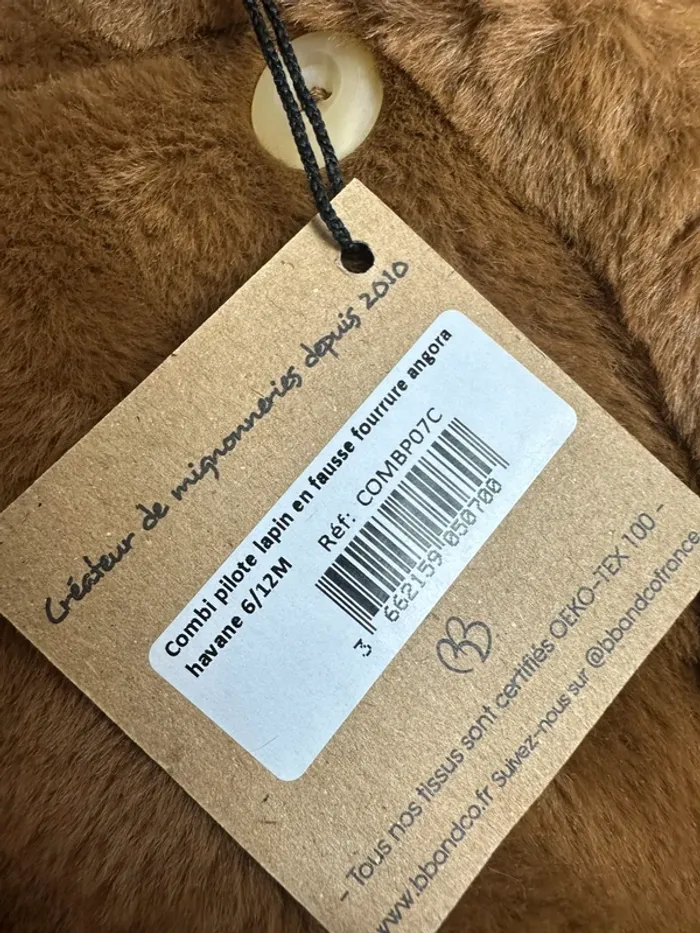 Créateur de mignonneries depuis 2010
Combi pilote lapin en fausse fourrure angora
havane 6/12M
Réf: COMBP07C
3 662159 050700
- Tous nos tissus sont certifiés OEKO-TEX 100 -
www.bbandco.fr Suivez-nous sur @bbandcofrance